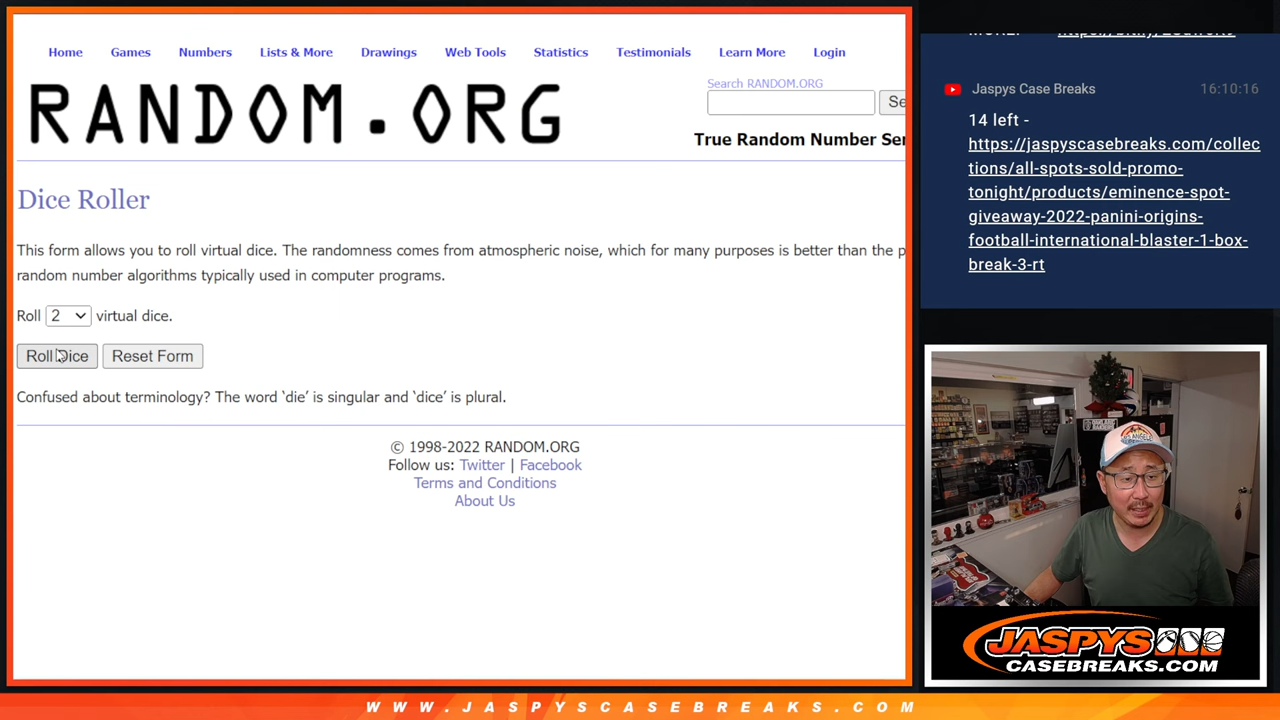 Home Games Numbers Lists & More Drawings Web Tools Statistics Testimonials Learn More Login
RANDOM.ORG
Search RANDOM.ORG
Se
True Random Number Ser
Dice Roller
This form allows you to roll virtual dice. The randomness comes from atmospheric noise, which for many purposes is better than the p
random number algorithms typically used in computer programs.
Roll 2 virtual dice.
Roll Dice Reset Form
Confused about terminology? The word ‘die’ is singular and ‘dice’ is plural.
© 1998-2022 RANDOM.ORG
Follow us: Twitter | Facebook
Terms and Conditions
About Us
Jaspys Case Breaks 16:10:16
14 left -
https://jaspyscasebreaks.com/collec
tions/all-spots-sold-promo-
tonight/products/eminence-spot-
giveaway-2022-panini-origins-
football-international-blaster-1-box-
break-3-rt
JASPYS
CASEBREAKS.COM
WWW.JASPYSCASEBREAKS.COM